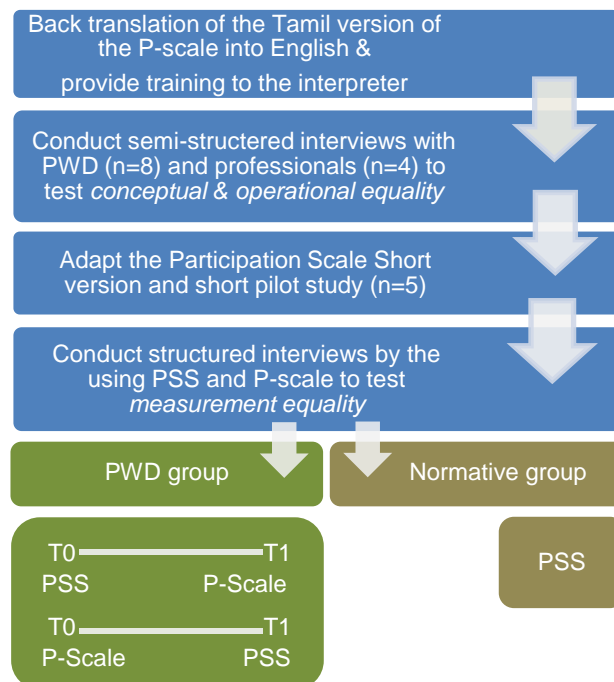 Back translation of the Tamil version of
the P-scale into English &
provide training to the interpreter
Conduct semi-structered interviews with
PWD (n=8) and professionals (n=4) to
test conceptual & operational equality
Adapt the Participation Scale Short
version and short pilot study (n=5)
Conduct structured interviews by the
using PSS and P-scale to test
measurement equality
PWD group
Normative group
T0 T1
PSS P-Scale
T0 T1
P-Scale PSS
PSS